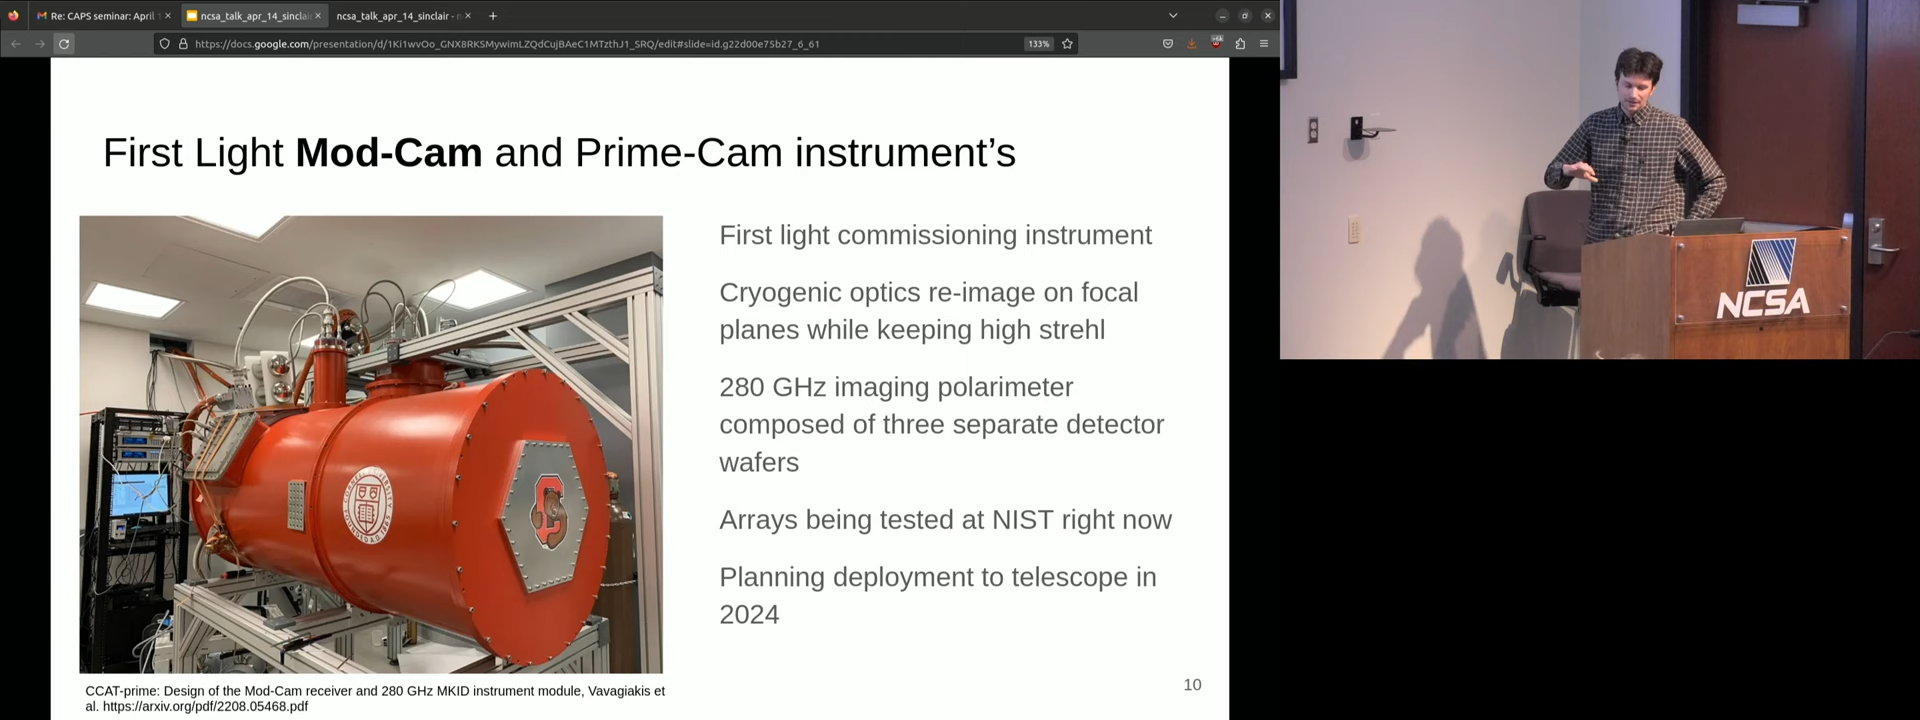 Re: CAPS seminar: April 1
ncsa_talk_apr_14_sinclair
ncsa_talk_apr_14_sinclair - 
https://docs.google.com/presentation/d/1Ki1wvOo_GNX8RKSMywimLZQdCujBAeC1MTzthJ1_SRQ/edit#slide=id.g22d00e75b27_6_61
133%
First Light Mod-Cam and Prime-Cam instrument's
First light commissioning instrument
Cryogenic optics re-image on focal
planes while keeping high strehl
280 GHz imaging polarimeter
composed of three separate detector
wafers
Arrays being tested at NIST right now
Planning deployment to telescope in
2024
CCAT-prime: Design of the Mod-Cam receiver and 280 GHz MKID instrument module, Vavagiakis et
al. https://arxiv.org/pdf/2208.05468.pdf
10
NCSA